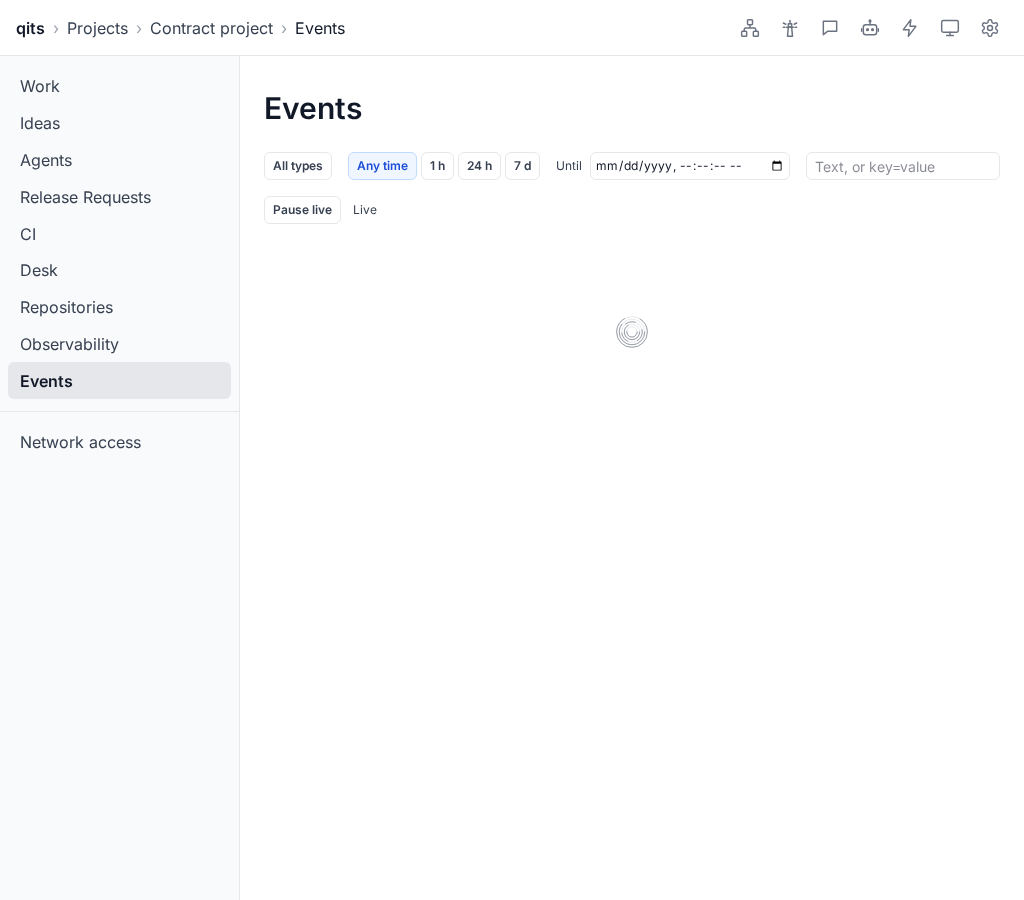 qits › Projects › Contract project › Events
Work
Ideas
Agents
Release Requests
CI
Desk
Repositories
Observability
Events
Network access
Events
All types Any time 1 h 24 h 7 d Until mm/dd/yyyy, --:--:-- -- Text, or key=value
Pause live Live